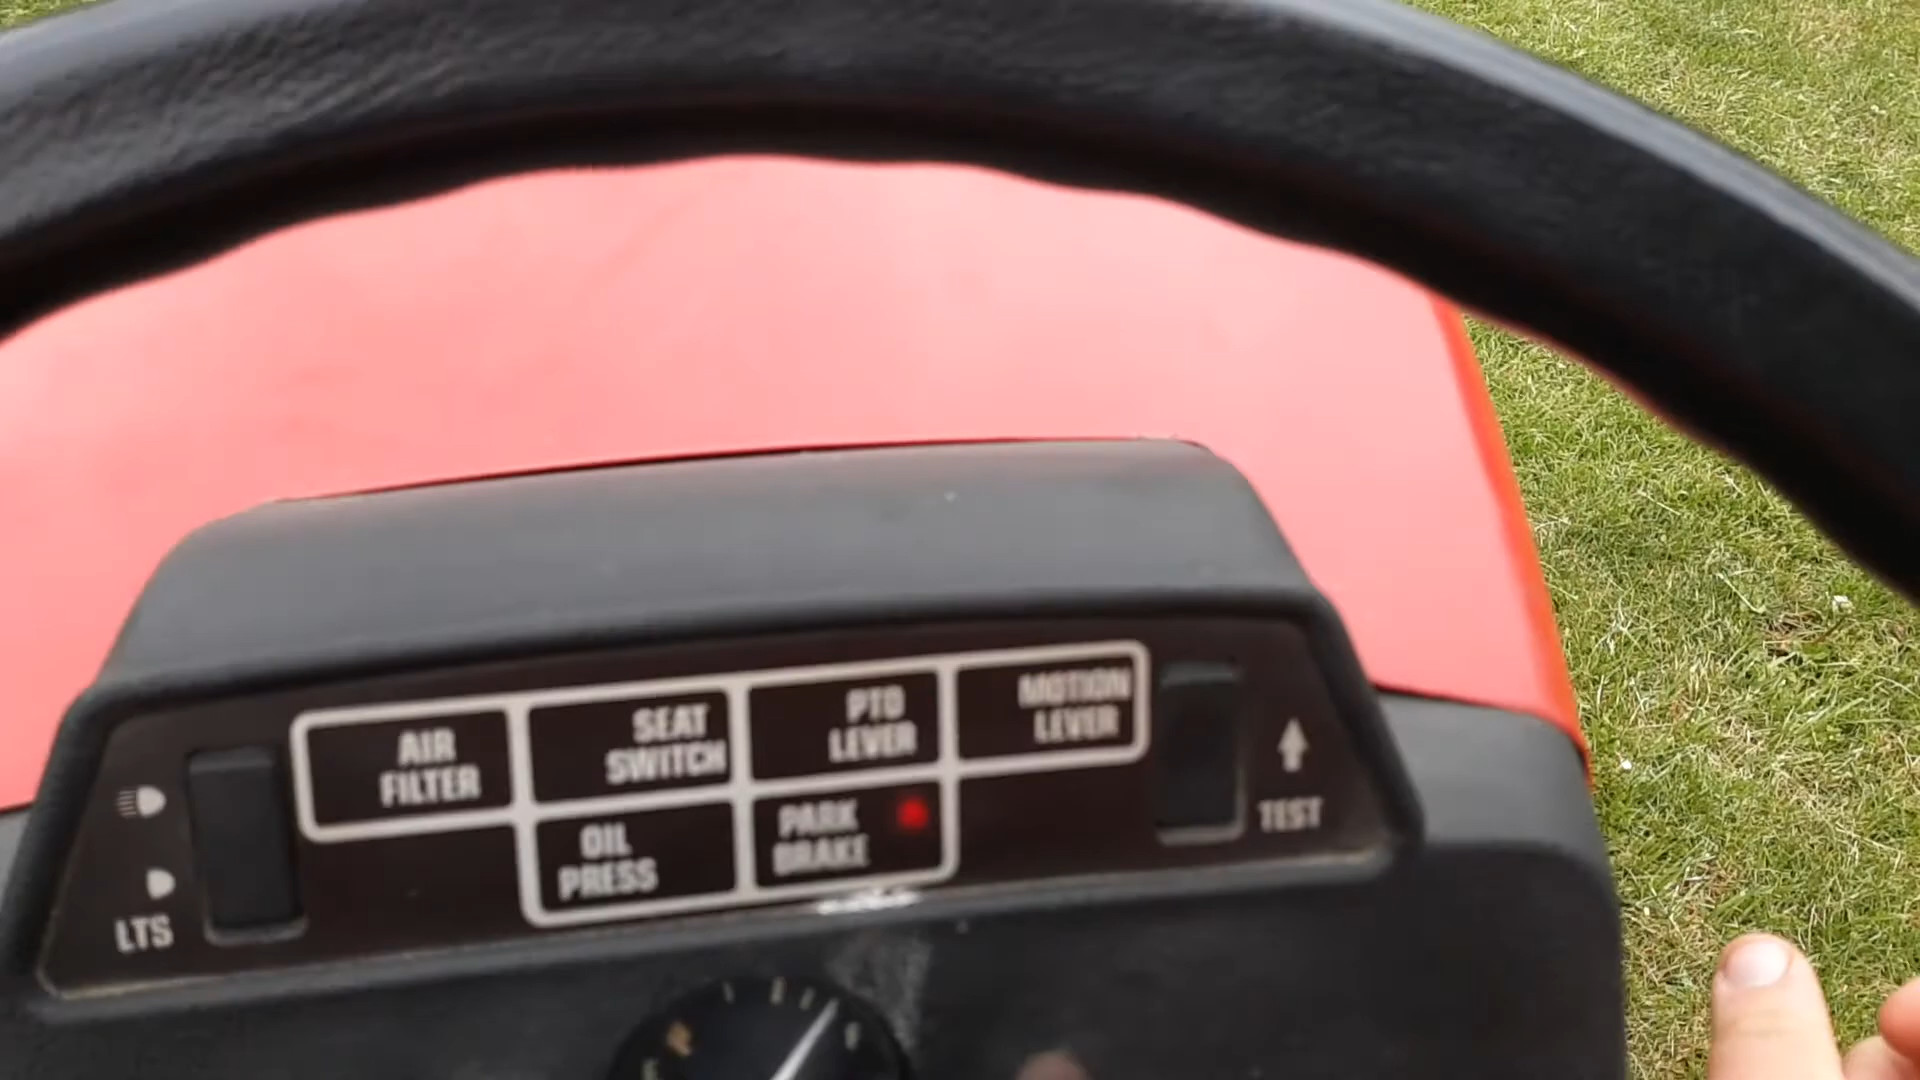 AIR
FILTER
SEAT
SWITCH
PTO
LEVER
MOTION
LEVER
OIL
PRESS
PARK
BRAKE
LTS
TEST